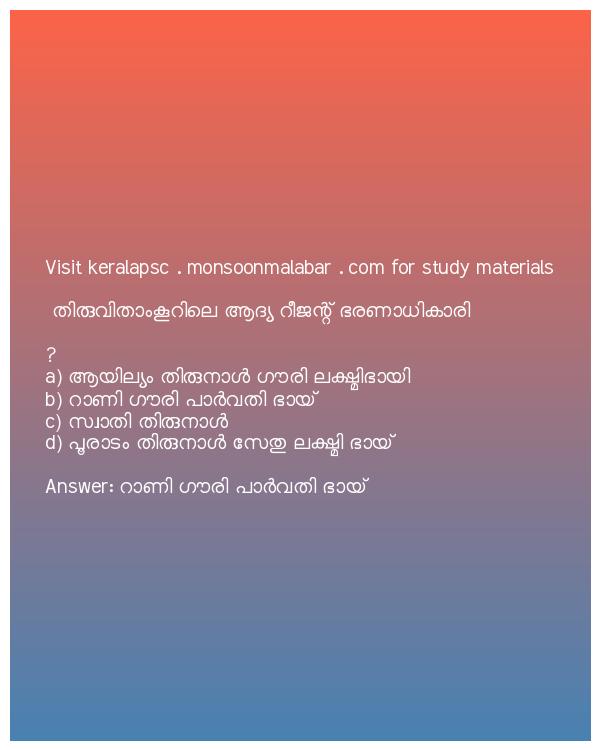 Visit keralapsc . monsoonmalabar . com for study materials
തിരുവിതാംകൂറിലെ ആദ്യ റീജന്റ് ഭരണാധികാരി
?
a) ആയില്യം തിരുനാൾ ഗൗരി ലക്ഷ്മിഭായി
b) റാണി ഗൗരി പാർവതി ഭായ്
c) സ്വാതി തിരുനാൾ
d) പൂരാടം തിരുനാൾ സേതു ലക്ഷ്മി ഭായ്
Answer: റാണി ഗൗരി പാർവതി ഭായ്